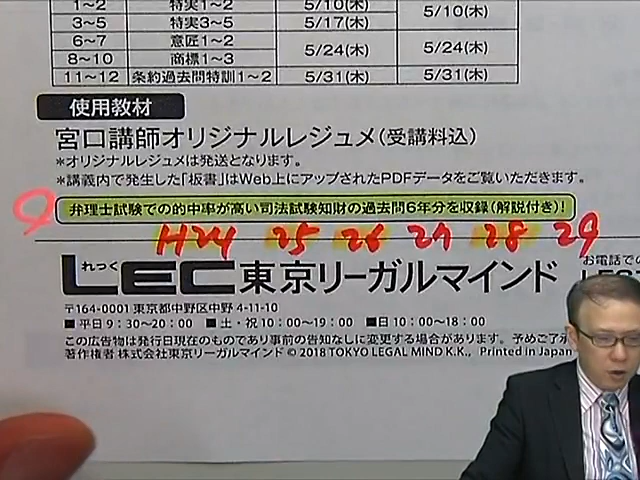 1～2 特実1～2 5/10(木) 5/10(木)
3～5 特実3～5 5/17(木)
6～7 意匠1～2 5/24(木) 5/24(木)
8～10 商標1～3
11～12 条約過去問特訓1～2 5/31(木) 5/31(木)
使用教材
宮口講師オリジナルレジュメ(受講料込)
*オリジナルレジュメは発送となります。
*講義内で発生した「板書」はWeb上にアップされたPDFデータをご覧いただきます。
弁理士試験での的中率が高い司法試験知財の過去問6年分を収録(解説付き)!
H24 25 26 27 28 29
れっく LEC東京リーガルマインド
お電話での
〒164-0001 東京都中野区中野4-11-10
■平日9:30～20:00 ■土・祝10:00～19:00 ■日10:00～18:00
この広告物は発行日現在のものであり事前の告知なしに変更する場合があります。予めご了承
著作権者 株式会社東京リーガルマインド © 2018 TOKYO LEGAL MIND K.K., Printed in Japan